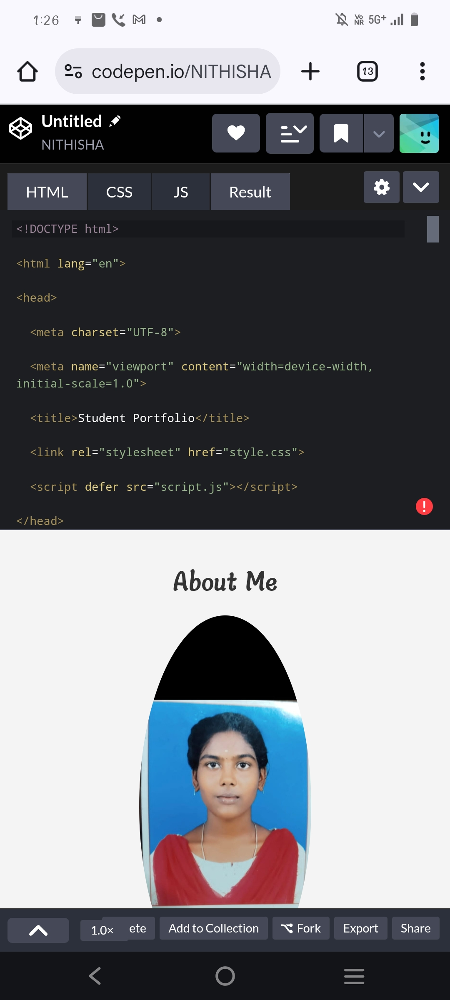 1:26
Vo NR 5G+
codepen.io/NITHISHA
13
Untitled
NITHISHA
HTML CSS JS Result
<!DOCTYPE html>
<html lang="en">
<head>
<meta charset="UTF-8">
<meta name="viewport" content="width=device-width,
initial-scale=1.0">
<title>Student Portfolio</title>
<link rel="stylesheet" href="style.css">
<script defer src="script.js"></script>
</head>
About Me
1.0× ete Add to Collection Fork Export Share